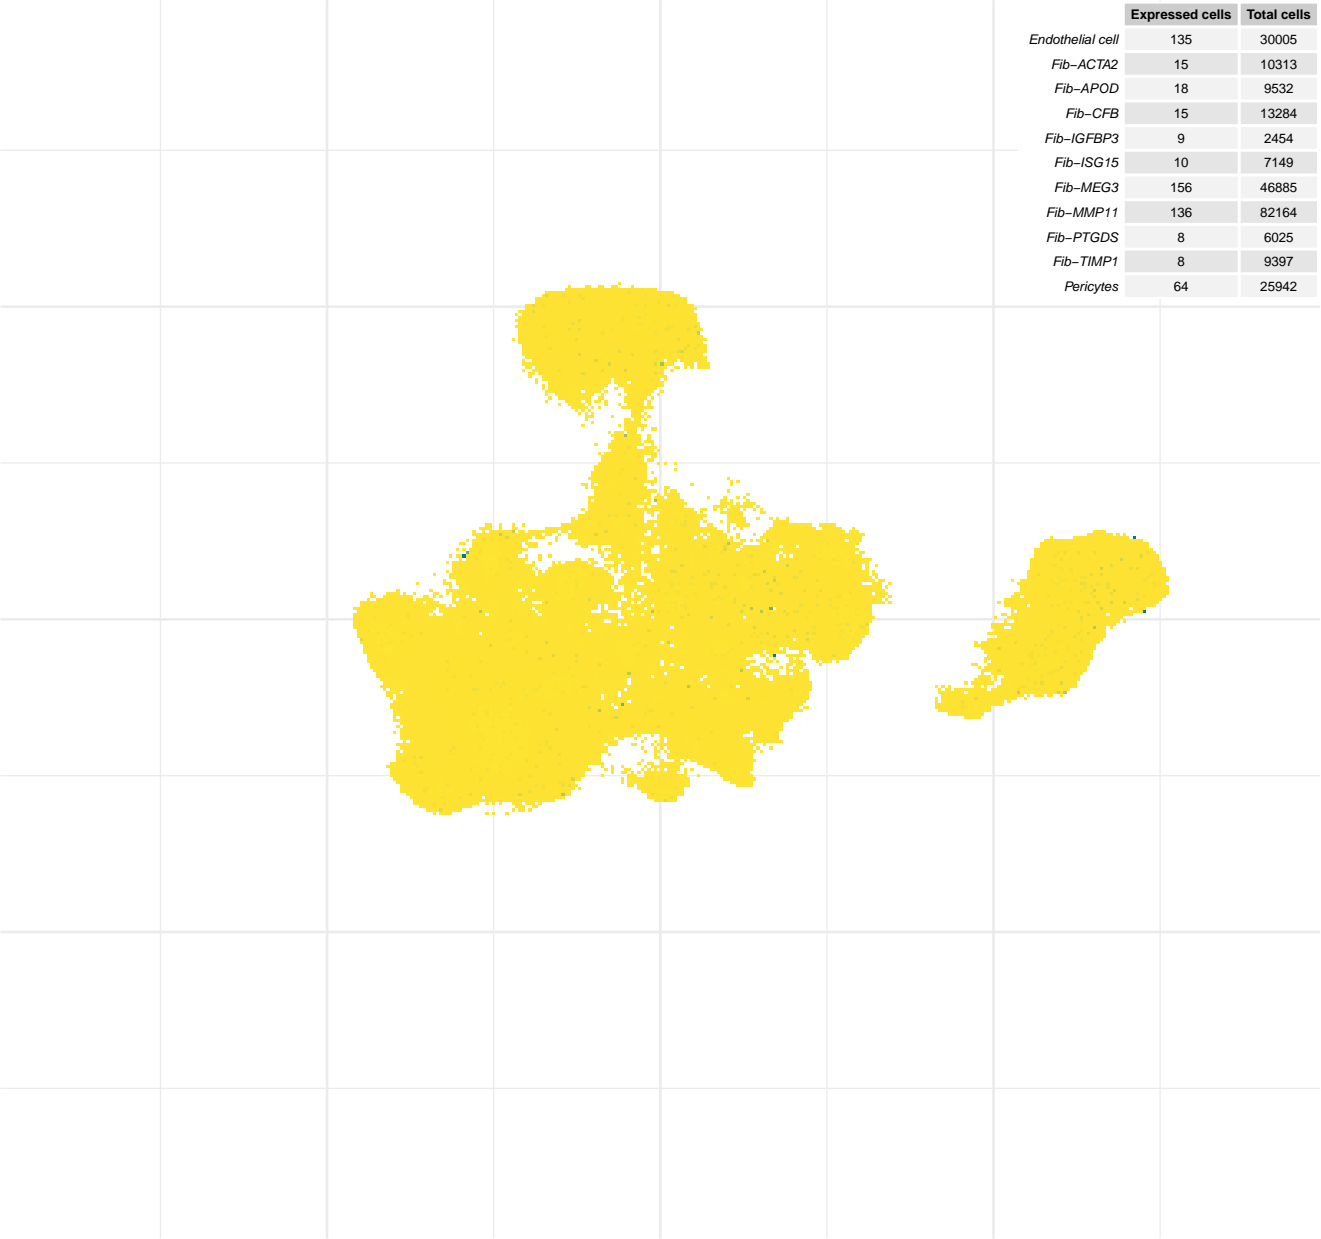 Expressed cells Total cells
Endothelial cell 135 30005
Fib−ACTA2 15 10313
Fib−APOD 18 9532
Fib−CFB 15 13284
Fib−IGFBP3 9 2454
Fib−ISG15 10 7149
Fib−MEG3 156 46885
Fib−MMP11 136 82164
Fib−PTGDS 8 6025
Fib−TIMP1 8 9397
Pericytes 64 25942